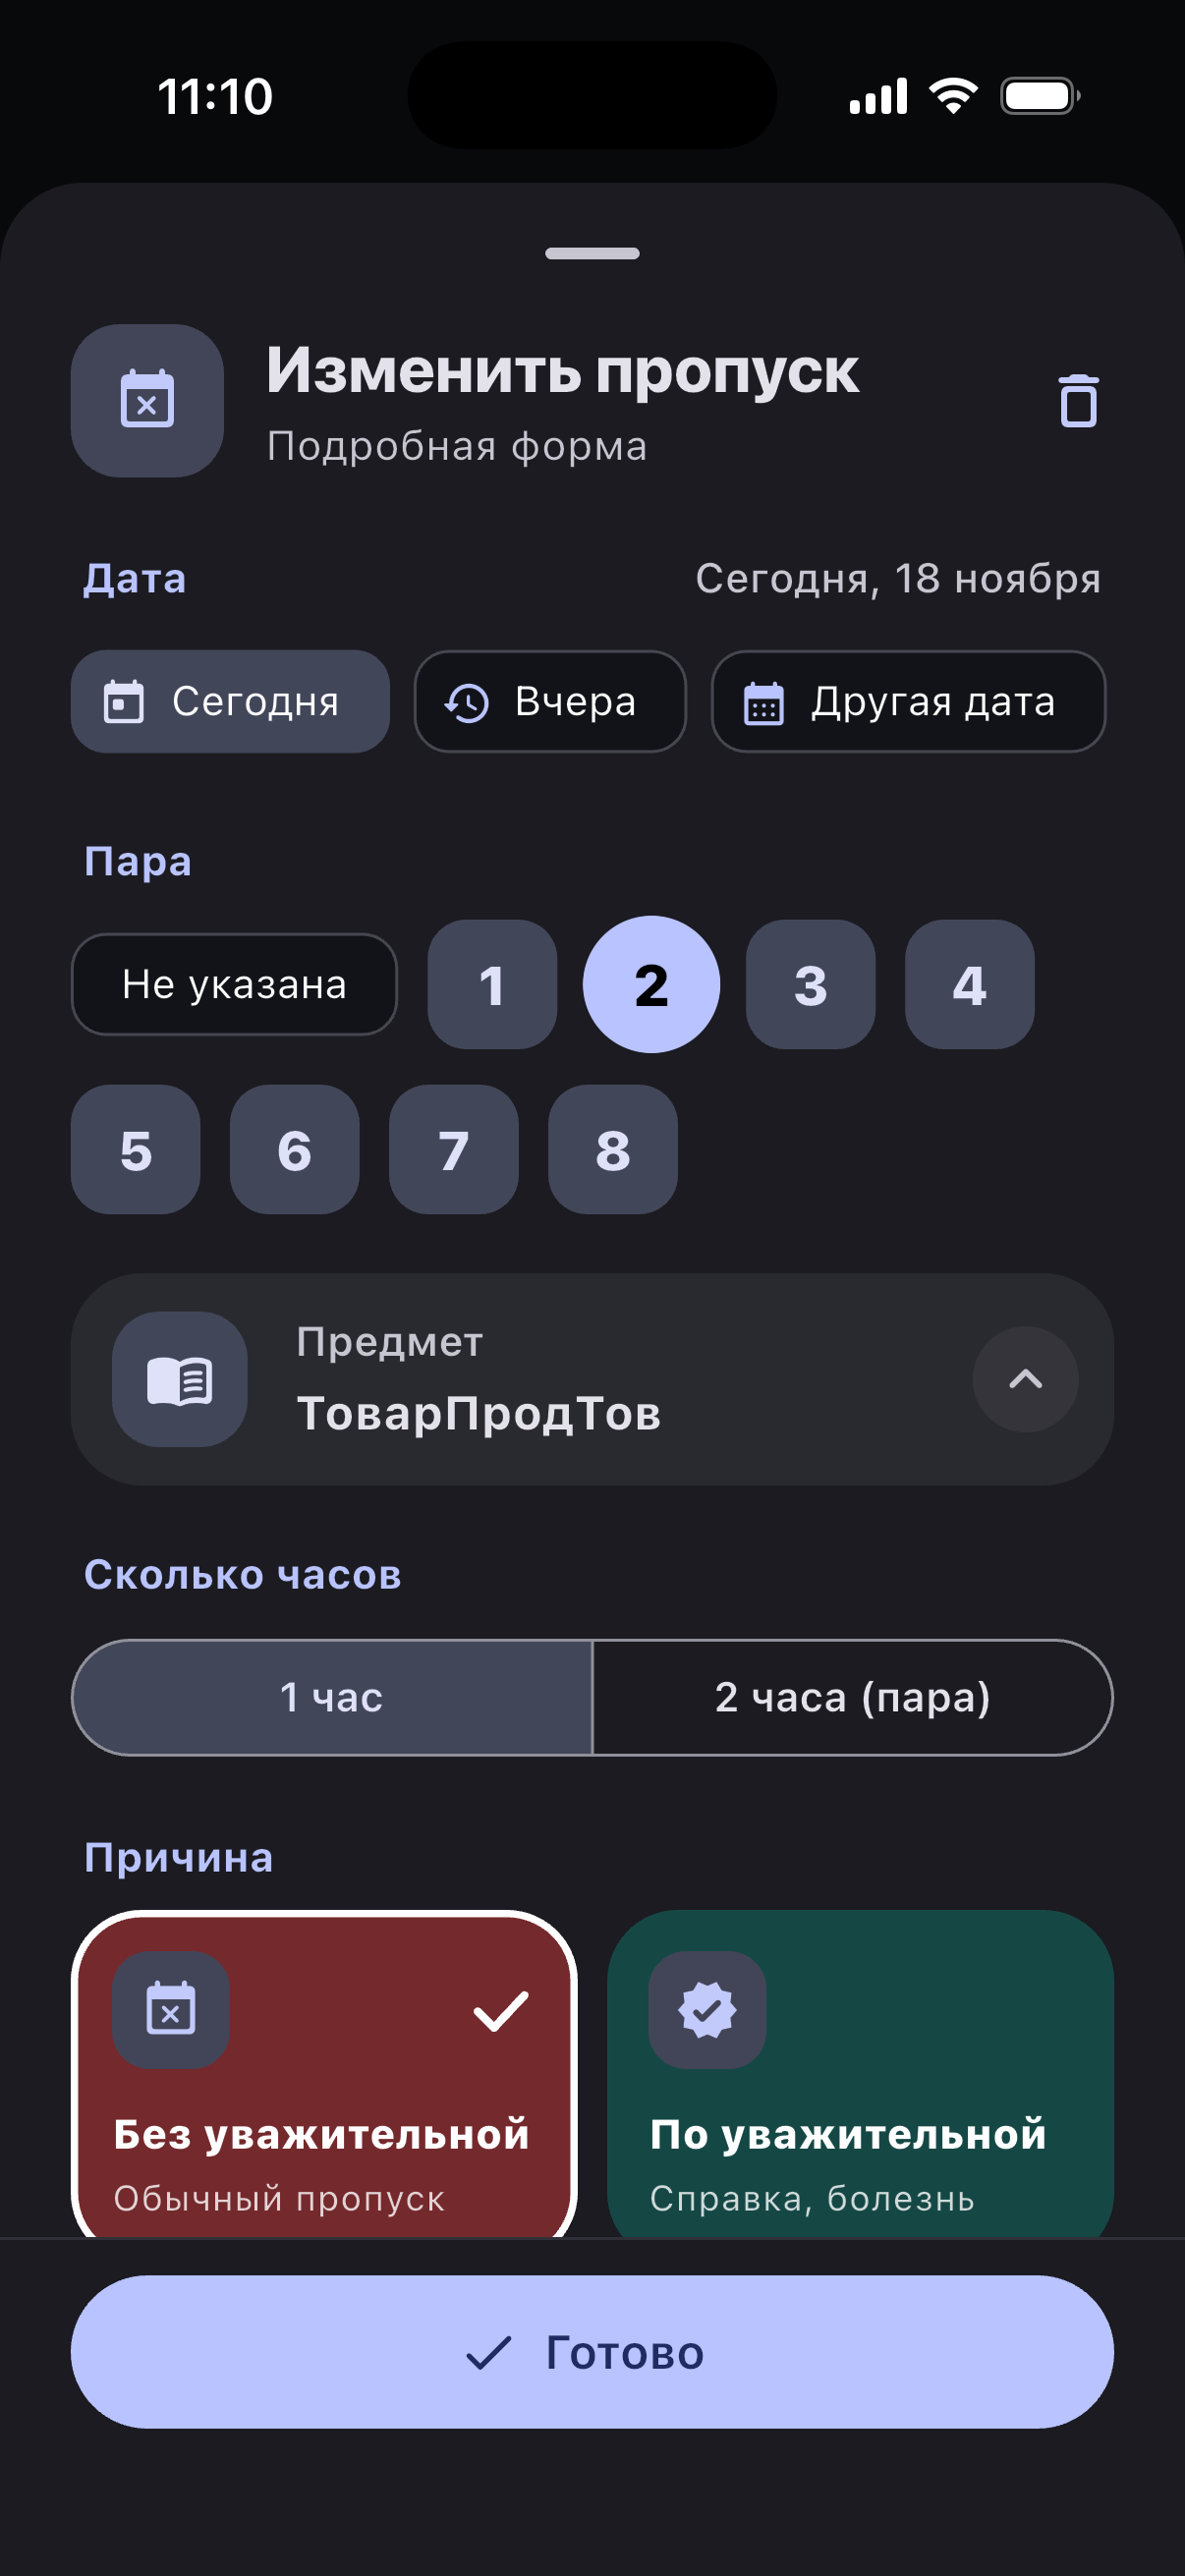 11:10
Изменить пропуск
Подробная форма
Дата
Сегодня, 18 ноября
Сегодня
Вчера
Другая дата
Пара
Не указана
1
2
3
4
5
6
7
8
Предмет
ТоварПродТов
Сколько часов
1 час
2 часа (пара)
Причина
Без уважительной
Обычный пропуск
По уважительной
Справка, болезнь
Готово